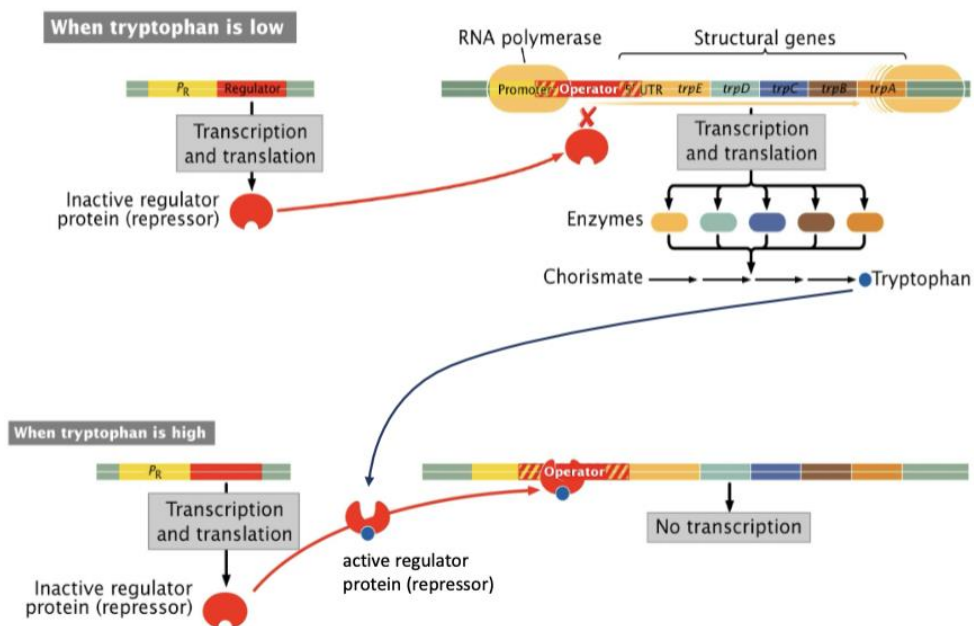 When tryptophan is low
RNA polymerase
Structural genes
PR
Regulator
Promoter
Operator
5′ UTR
trpE
trpD
trpC
trpB
trpA
Transcription
and translation
Transcription
and translation
Inactive regulator
protein (repressor)
Enzymes
Chorismate
Tryptophan
When tryptophan is high
PR
Operator
Transcription
and translation
No transcription
active regulator
protein (repressor)
Inactive regulator
protein (repressor)